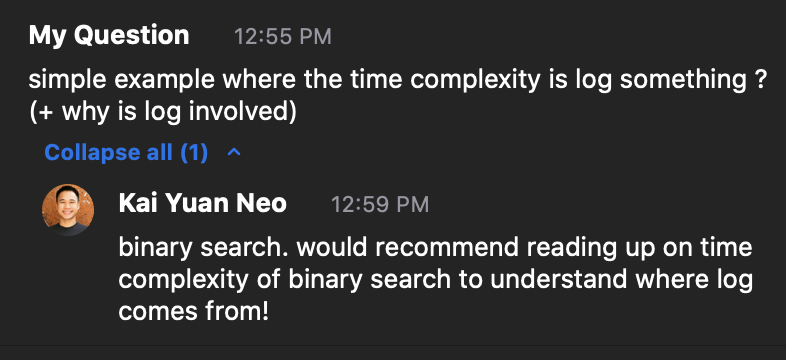 My Question 12:55 PM
simple example where the time complexity is log something ?
(+ why is log involved)
Collapse all (1)
Kai Yuan Neo 12:59 PM
binary search. would recommend reading up on time
complexity of binary search to understand where log
comes from!